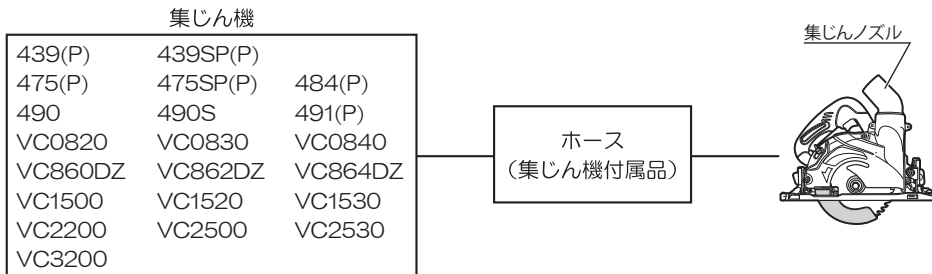 集じん機
439(P) 439SP(P)
475(P) 475SP(P) 484(P)
490 490S 491(P)
VC0820 VC0830 VC0840
VC860DZ VC862DZ VC864DZ
VC1500 VC1520 VC1530
VC2200 VC2500 VC2530
VC3200
ホース
（集じん機付属品）
集じんノズル